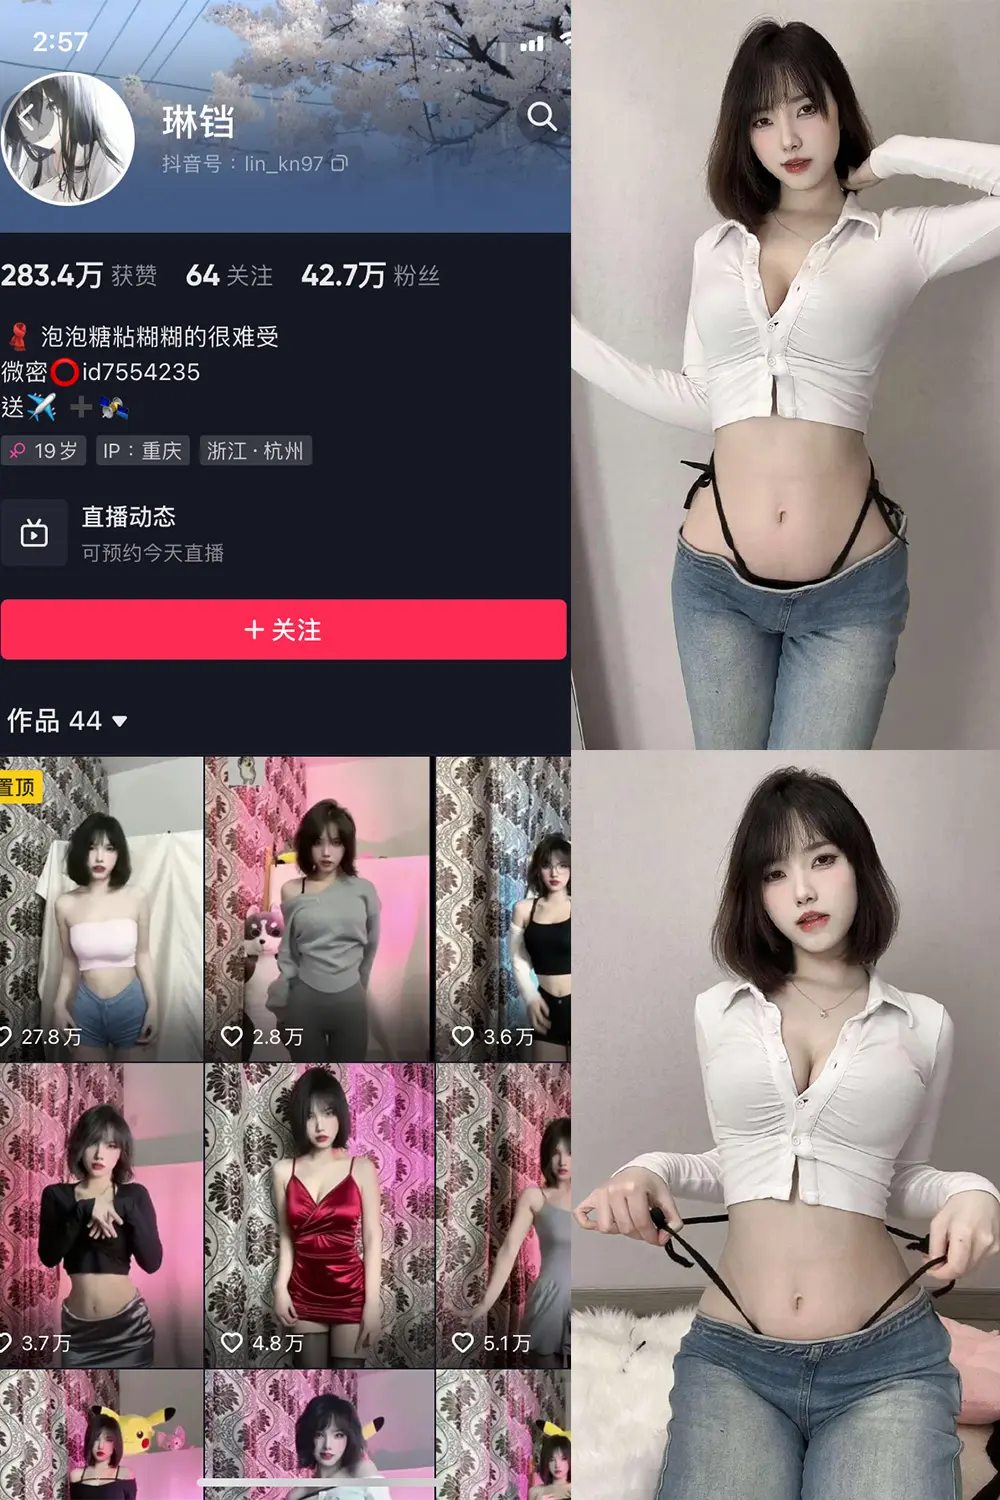 2:57
琳铛
抖音号：lin_kn97
283.4万 获赞 64 关注 42.7万 粉丝
泡泡糖粘糊糊的很难受
微密⭕id7554235
送✈️➕🛰️
19岁 IP：重庆 浙江·杭州
直播动态
可预约今天直播
+ 关注
作品 44
置顶
27.8万 2.8万 3.6万
3.7万 4.8万 5.1万